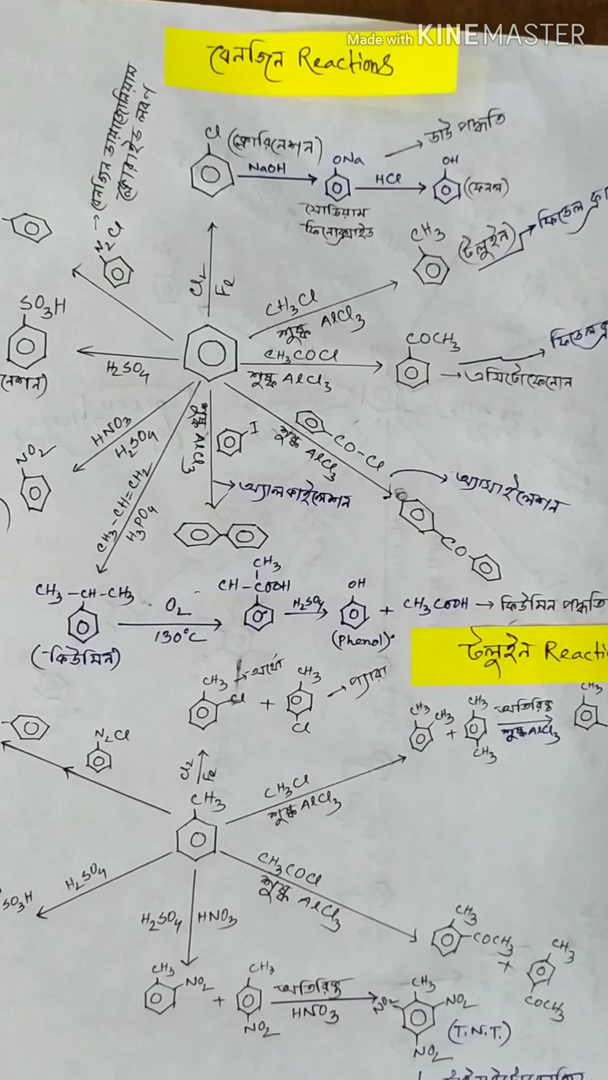 Made with KINEMASTER
বেনজিন Reactions
Cl (ক্লোরিনেশন)
NaOH
ONa
ডাউ পদ্ধতি
HCl
OH
(ফেনল)
সোডিয়াম
ফিনোক্সাইড
বেনজিন ডায়াজোনিয়াম
ক্লোরাইড লবণ
N2Cl
Cl2
Fe
CH3Cl
শুষ্ক AlCl3
CH3
(টলুইন)
ফ্রিডেল
SO3H
H2SO4
CH3COCl
শুষ্ক AlCl3
COCH3
ফ্রিডেল
এসিটোফেনোন
HNO3
H2SO4
NO2
CH3-CH=CH2
H3PO4
শুষ্ক AlCl3
I
অ্যালকাইলেশন
CO-Cl
শুষ্ক AlCl3
অ্যাসাইলেশন
CO
CH3-CH-CH3
(কিউমিন)
O2
130°C
CH3
CH-COOH
H2SO4
OH
(Phenol)
+ CH3COOH → কিউমিন পদ্ধতি
টলুইন Reacti
CH3 → অর্থো
Cl
+
CH3 → প্যারা
Cl
CH3
CH3
+
CH3
CH3
অতিরিক্ত
শুষ্ক AlCl3
CH3
N2Cl
Cl2
Fe
CH3
CH3Cl
শুষ্ক AlCl3
H2SO4
SO3H
CH3COCl
শুষ্ক AlCl3
H2SO4 HNO3
CH3
COCH3
+
CH3
COCH3
CH3
NO2
+
CH3
NO2
অতিরিক্ত
HNO3
CH3
NO2
NO2
NO2
(T.N.T.)